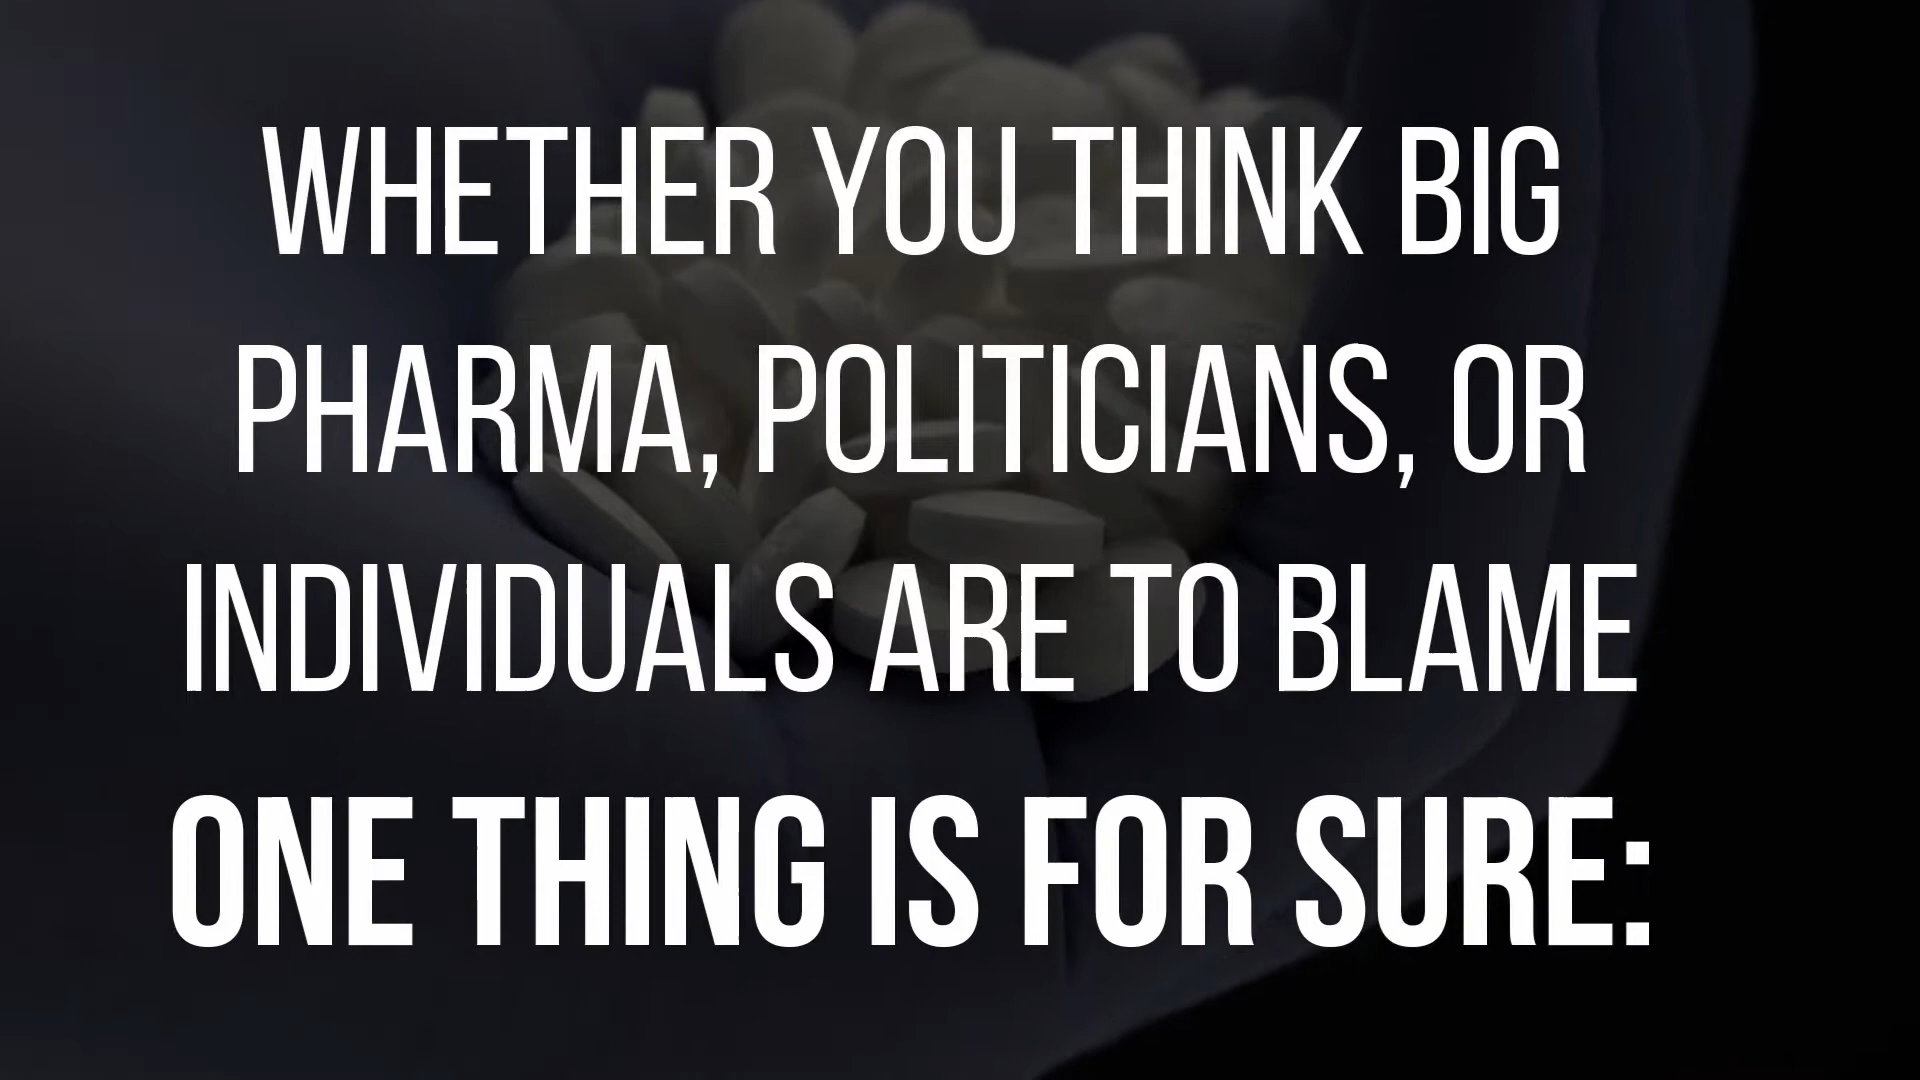 WHETHER YOU THINK BIG
PHARMA, POLITICIANS, OR
INDIVIDUALS ARE TO BLAME
ONE THING IS FOR SURE: